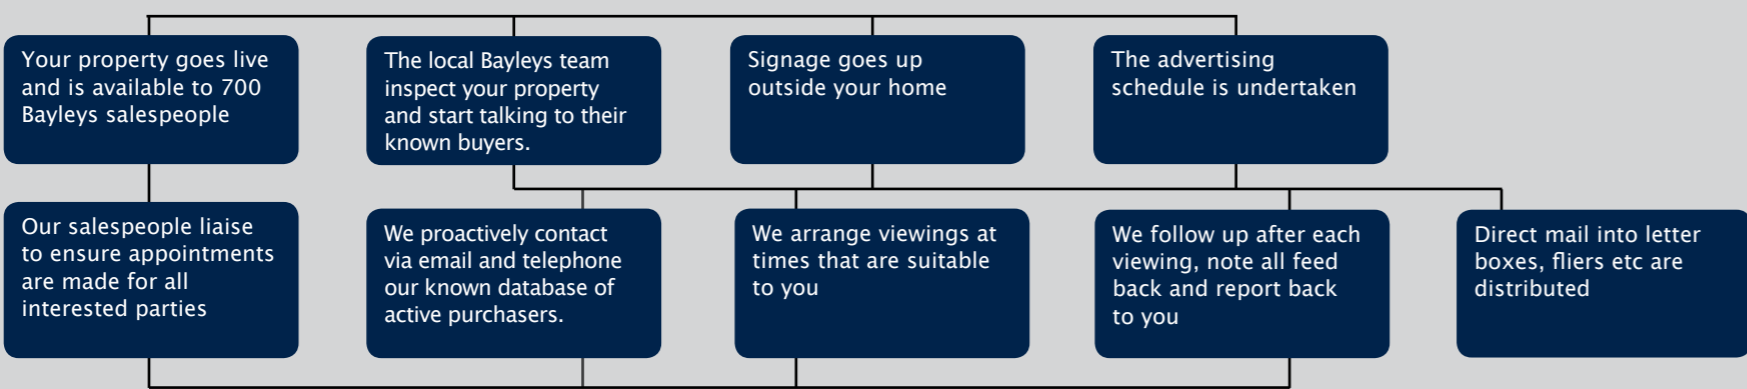 Your property goes live
and is available to 700
Bayleys salespeople
The local Bayleys team
inspect your property
and start talking to their
known buyers.
Signage goes up
outside your home
The advertising
schedule is undertaken
Our salespeople liaise
to ensure appointments
are made for all
interested parties
We proactively contact
via email and telephone
our known database of
active purchasers.
We arrange viewings at
times that are suitable
to you
We follow up after each
viewing, note all feed
back and report back
to you
Direct mail into letter
boxes, fliers etc are
distributed